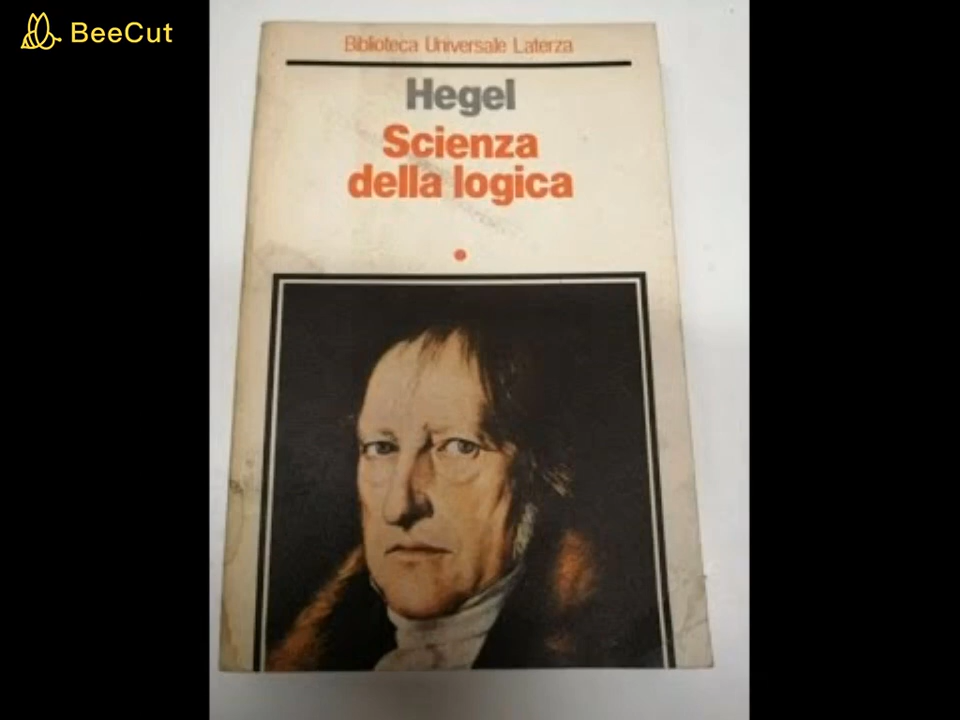 BeeCut
Biblioteca Universale Laterza
Hegel
Scienza
della logica